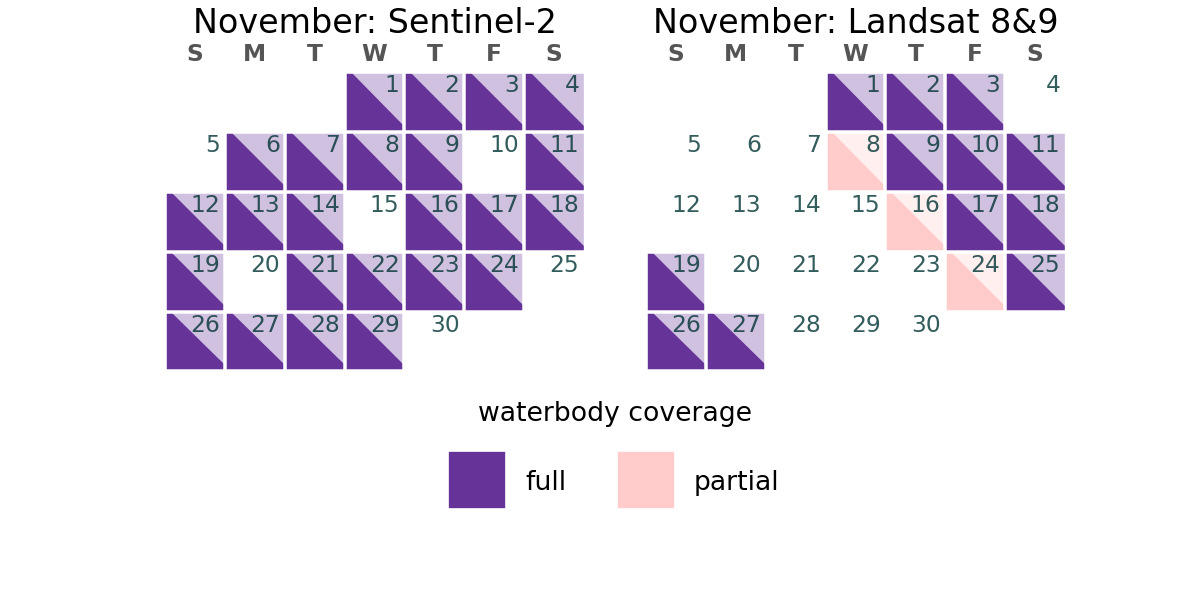 November: Sentinel-2
S M T W T F S
1 2 3 4
5 6 7 8 9 10 11
12 13 14 15 16 17 18
19 20 21 22 23 24 25
26 27 28 29 30
November: Landsat 8&9
S M T W T F S
1 2 3 4
5 6 7 8 9 10 11
12 13 14 15 16 17 18
19 20 21 22 23 24 25
26 27 28 29 30
waterbody coverage
full partial